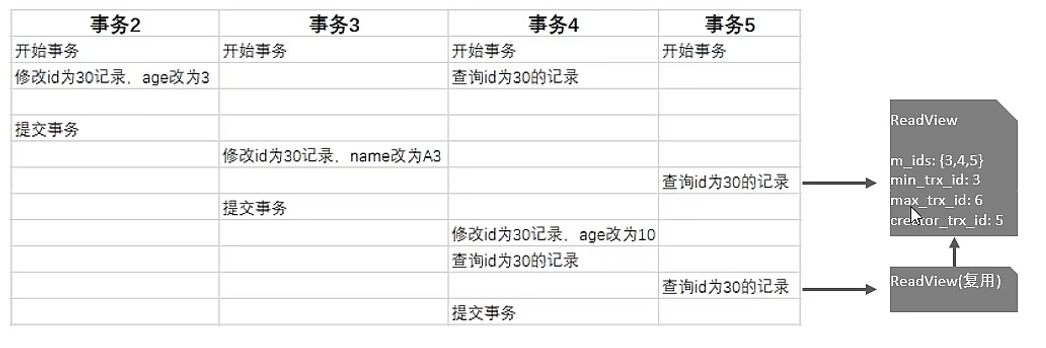 事务2 事务3 事务4 事务5
开始事务 开始事务 开始事务 开始事务
修改id为30记录，age改为3 查询id为30的记录
提交事务
修改id为30记录，name改为A3
查询id为30的记录
提交事务
修改id为30记录，age改为10
查询id为30的记录
查询id为30的记录
提交事务
ReadView
m_ids: {3,4,5}
min_trx_id: 3
max_trx_id: 6
creator_trx_id: 5
ReadView(复用)